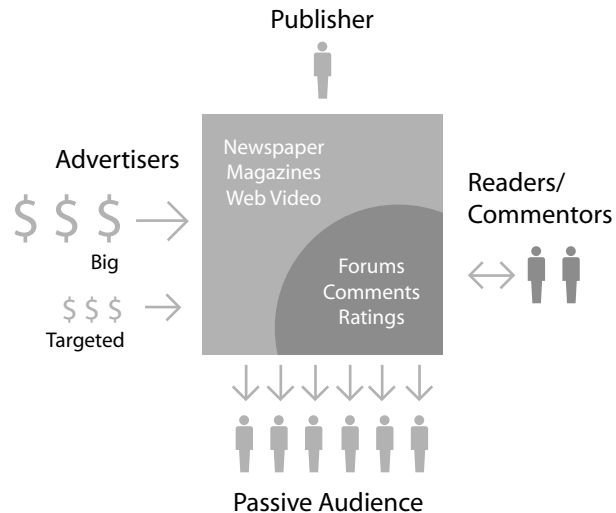 Publisher
Newspaper
Magazines
Web Video
Advertisers
$ $ $
Big
$ $ $
Targeted
Readers/
Commentors
Forums
Comments
Ratings
Passive Audience